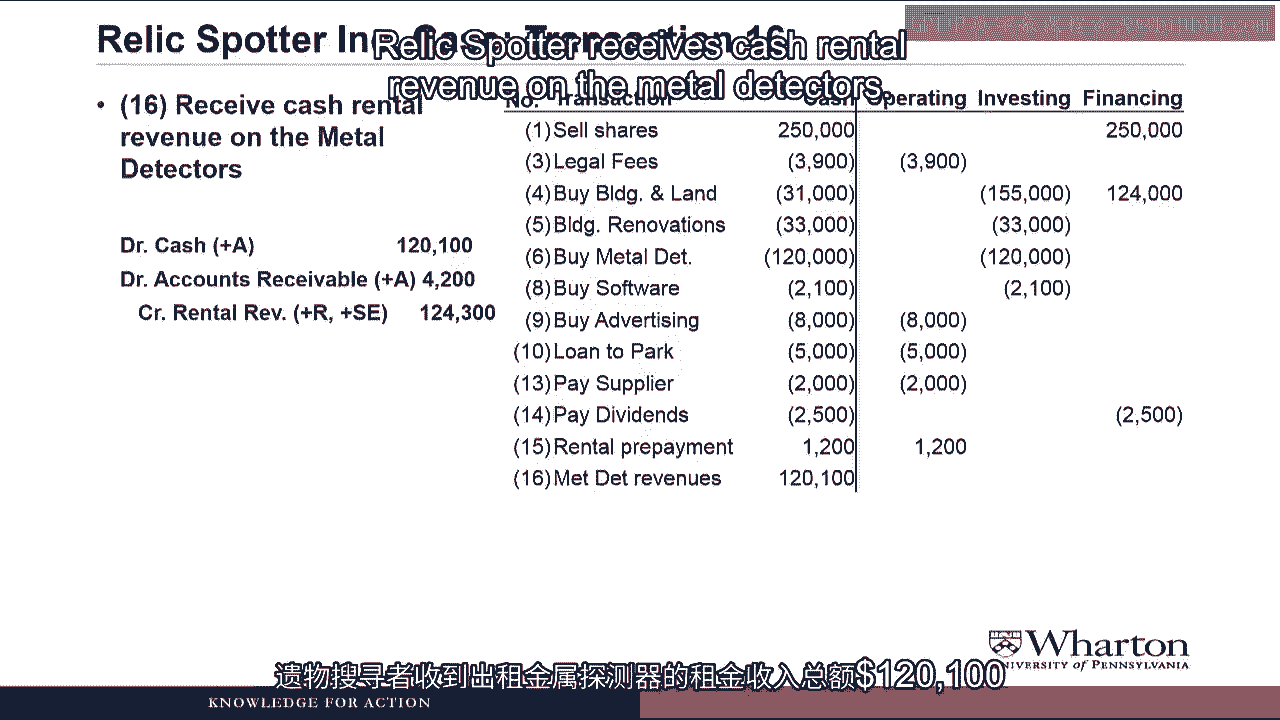 Relic Spotter Inc. Cash: Transaction 16
Relic Spotter receives cash rental
revenue on the metal detectors.
• (16) Receive cash rental
revenue on the Metal
Detectors
Dr. Cash (+A) 120,100
Dr. Accounts Receivable (+A) 4,200
Cr. Rental Rev. (+R, +SE) 124,300
No. Transaction Cash Operating Investing Financing
(1) Sell shares 250,000 250,000
(3) Legal Fees (3,900) (3,900)
(4) Buy Bldg. & Land (31,000) (155,000) 124,000
(5) Bldg. Renovations (33,000) (33,000)
(6) Buy Metal Det. (120,000) (120,000)
(8) Buy Software (2,100) (2,100)
(9) Buy Advertising (8,000) (8,000)
(10) Loan to Park (5,000) (5,000)
(13) Pay Supplier (2,000) (2,000)
(14) Pay Dividends (2,500) (2,500)
(15) Rental prepayment 1,200 1,200
(16) Met Det revenues 120,100
Wharton
UNIVERSITY of PENNSYLVANIA
遗物搜寻者收到出租金属探测器的租金收入总额$120,100
KNOWLEDGE FOR ACTION